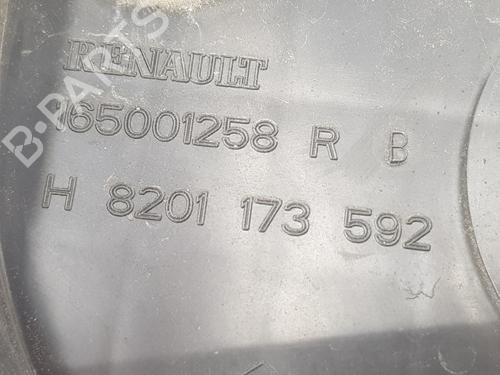 RENAULT
165001258 R B
H 8201 173 592
B-PARTS